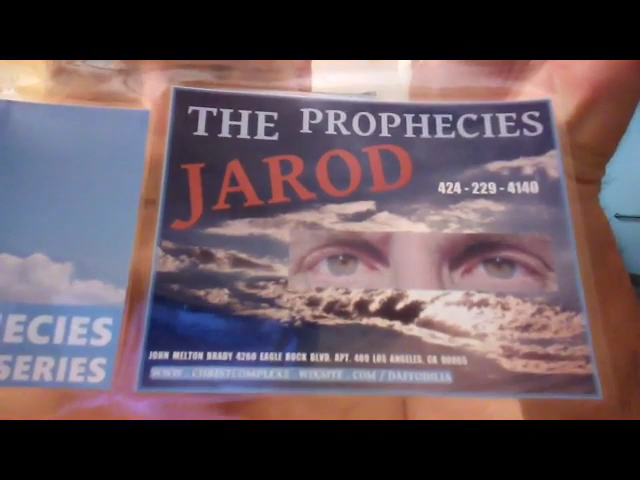 THE PROPHECIES
JAROD
424-229-4140
ECIES
SERIES
JOHN MELTON BRADY 4260 EAGLE ROCK BLVD. APT. 409 LOS ANGELES, CA 90065
WWW.CHRISTCOMPLEX2.WIXSITE.COM/DAFFODILIA